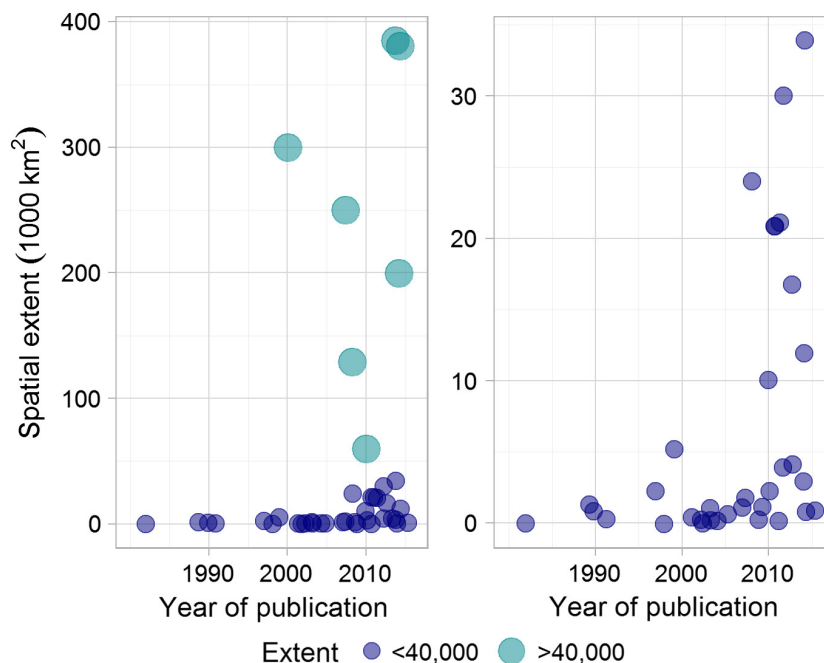 Spatial extent (1000 km²)
400
300
200
100
0
1990 2000 2010
Year of publication
30
20
10
0
1990 2000 2010
Year of publication
Extent <40,000 >40,000